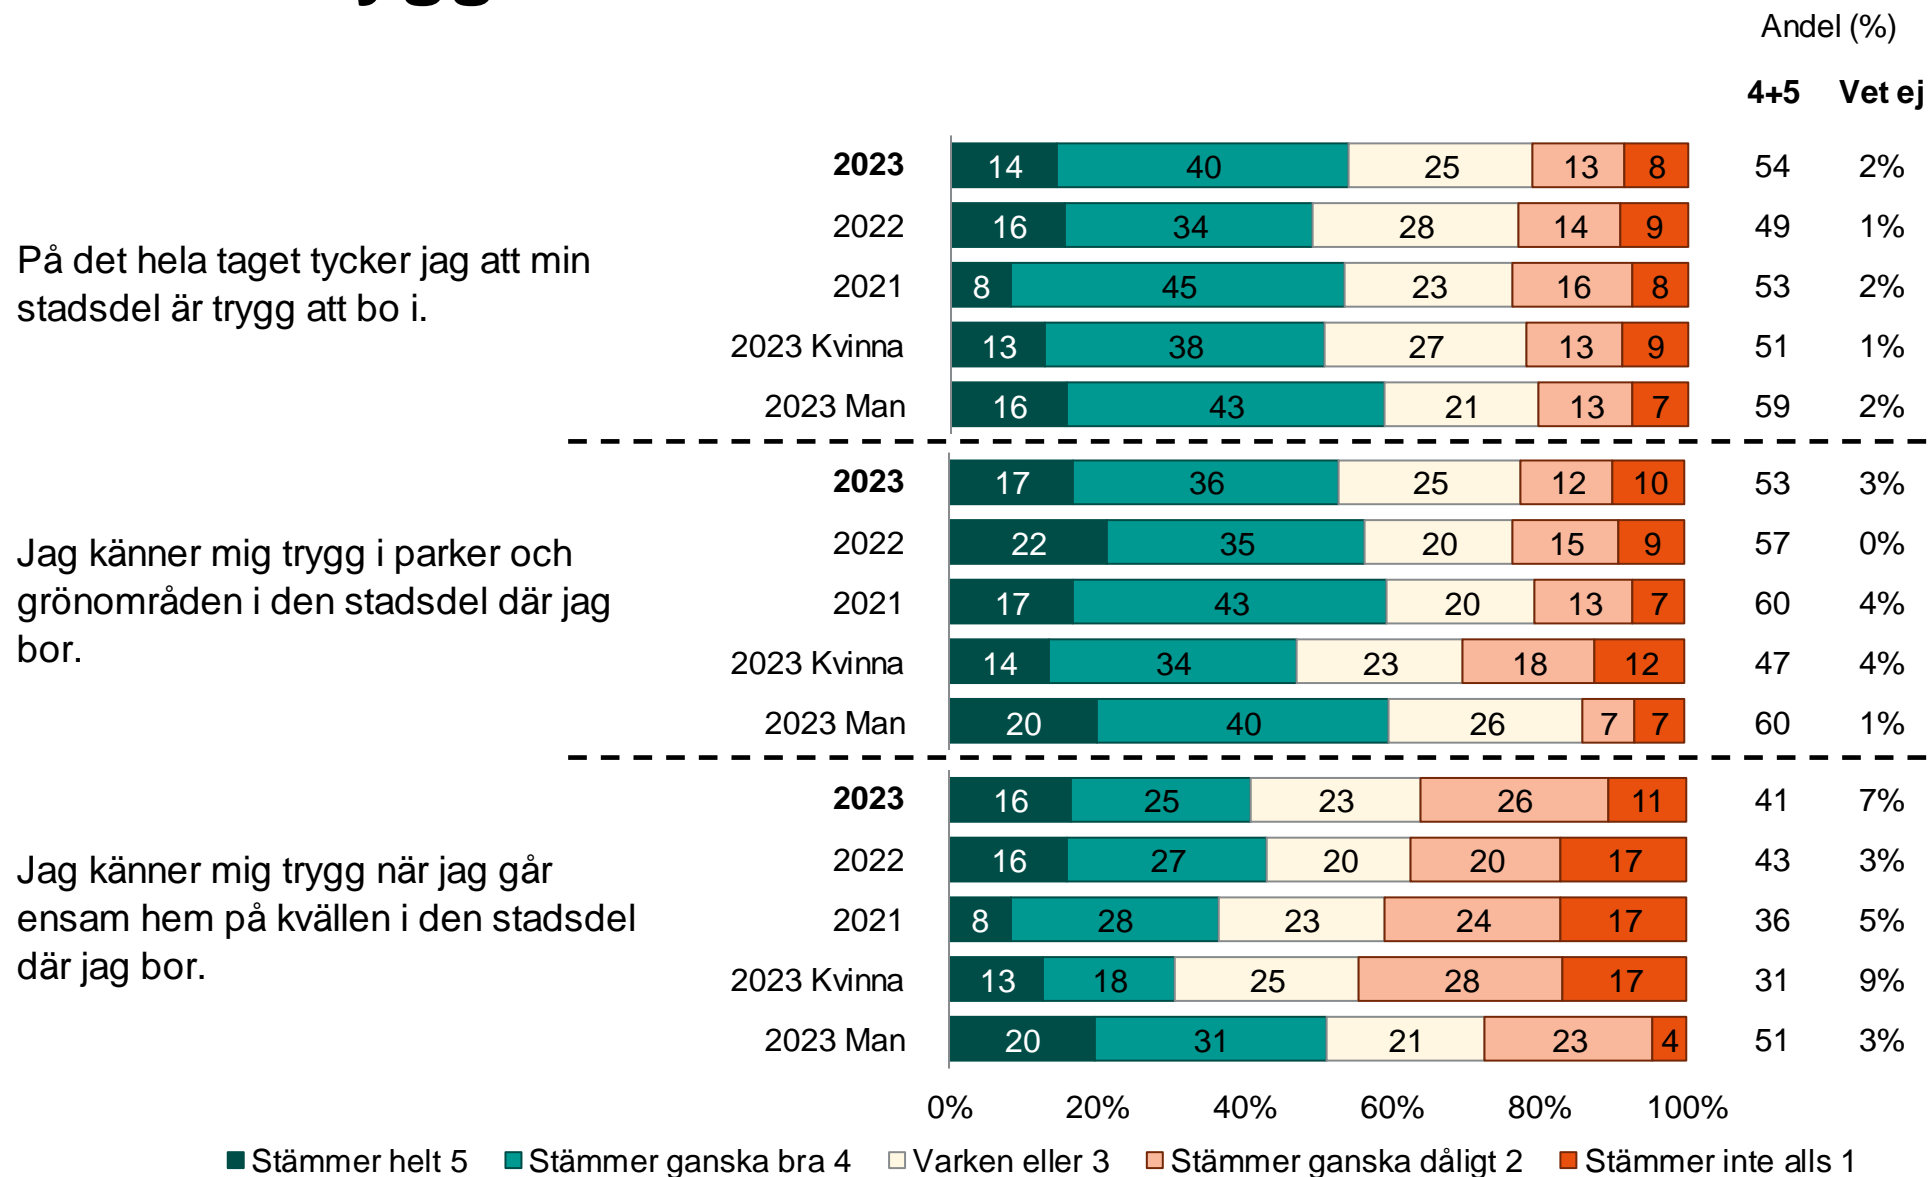 Andel (%)
4+5 Vet ej
På det hela taget tycker jag att min
stadsdel är trygg att bo i.
2023 14 40 25 13 8 54 2%
2022 16 34 28 14 9 49 1%
2021 8 45 23 16 8 53 2%
2023 Kvinna 13 38 27 13 9 51 1%
2023 Man 16 43 21 13 7 59 2%
Jag känner mig trygg i parker och
grönområden i den stadsdel där jag
bor.
2023 17 36 25 12 10 53 3%
2022 22 35 20 15 9 57 0%
2021 17 43 20 13 7 60 4%
2023 Kvinna 14 34 23 18 12 47 4%
2023 Man 20 40 26 7 7 60 1%
Jag känner mig trygg när jag går
ensam hem på kvällen i den stadsdel
där jag bor.
2023 16 25 23 26 11 41 7%
2022 16 27 20 20 17 43 3%
2021 8 28 23 24 17 36 5%
2023 Kvinna 13 18 25 28 17 31 9%
2023 Man 20 31 21 23 4 51 3%
0% 20% 40% 60% 80% 100%
Stämmer helt 5 Stämmer ganska bra 4 Varken eller 3 Stämmer ganska dåligt 2 Stämmer inte alls 1